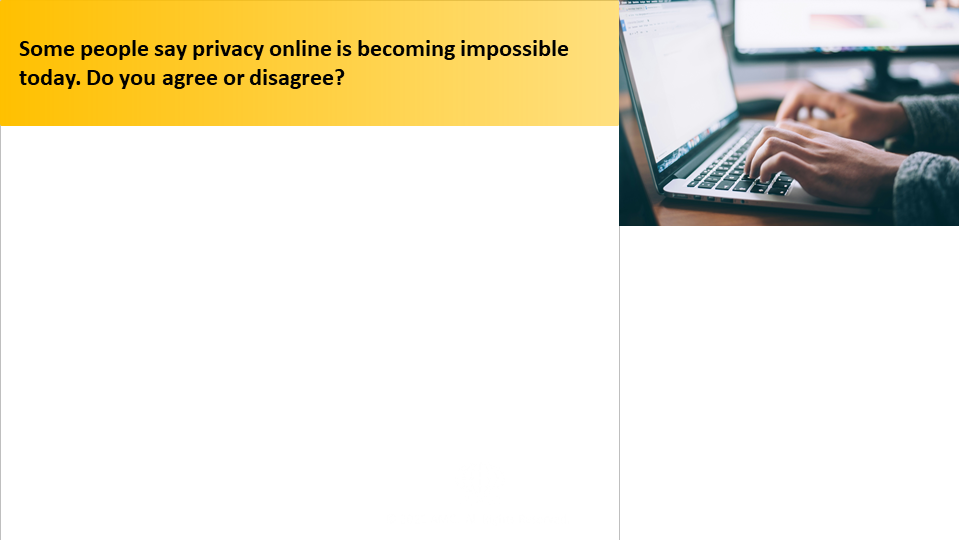 Some people say privacy online is becoming impossible
today. Do you agree or disagree?